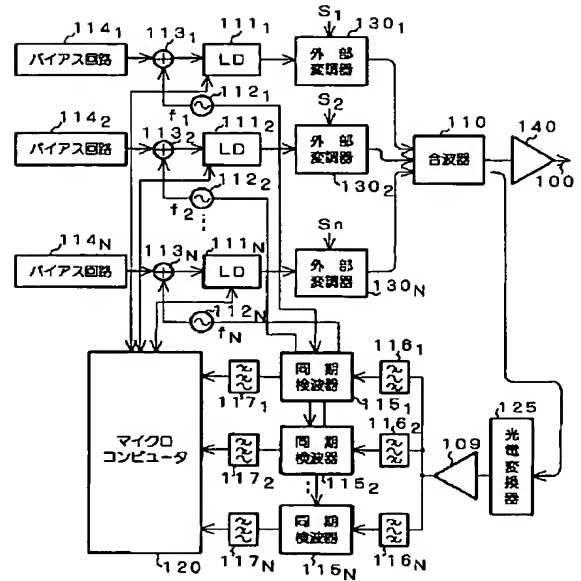 114₁ 113₁ 111₁ S₁ 130₁
バイアス回路 LD 外部変調器
f₁ 112₁
114₂ 113₂ 111₂ S₂ 110 140
バイアス回路 LD 外部変調器 合波器 100
f₂ 112₂ 130₂
114N 113N 111N Sn
バイアス回路 LD 外部変調器
fN 112N 130N
116₁
同期検波器
117₁ 115₁ 125
マイクロコンピュータ
同期検波器 116₂ 109 光電変換器
117₂ 115₂
同期検波器
120 117N 115N 116N